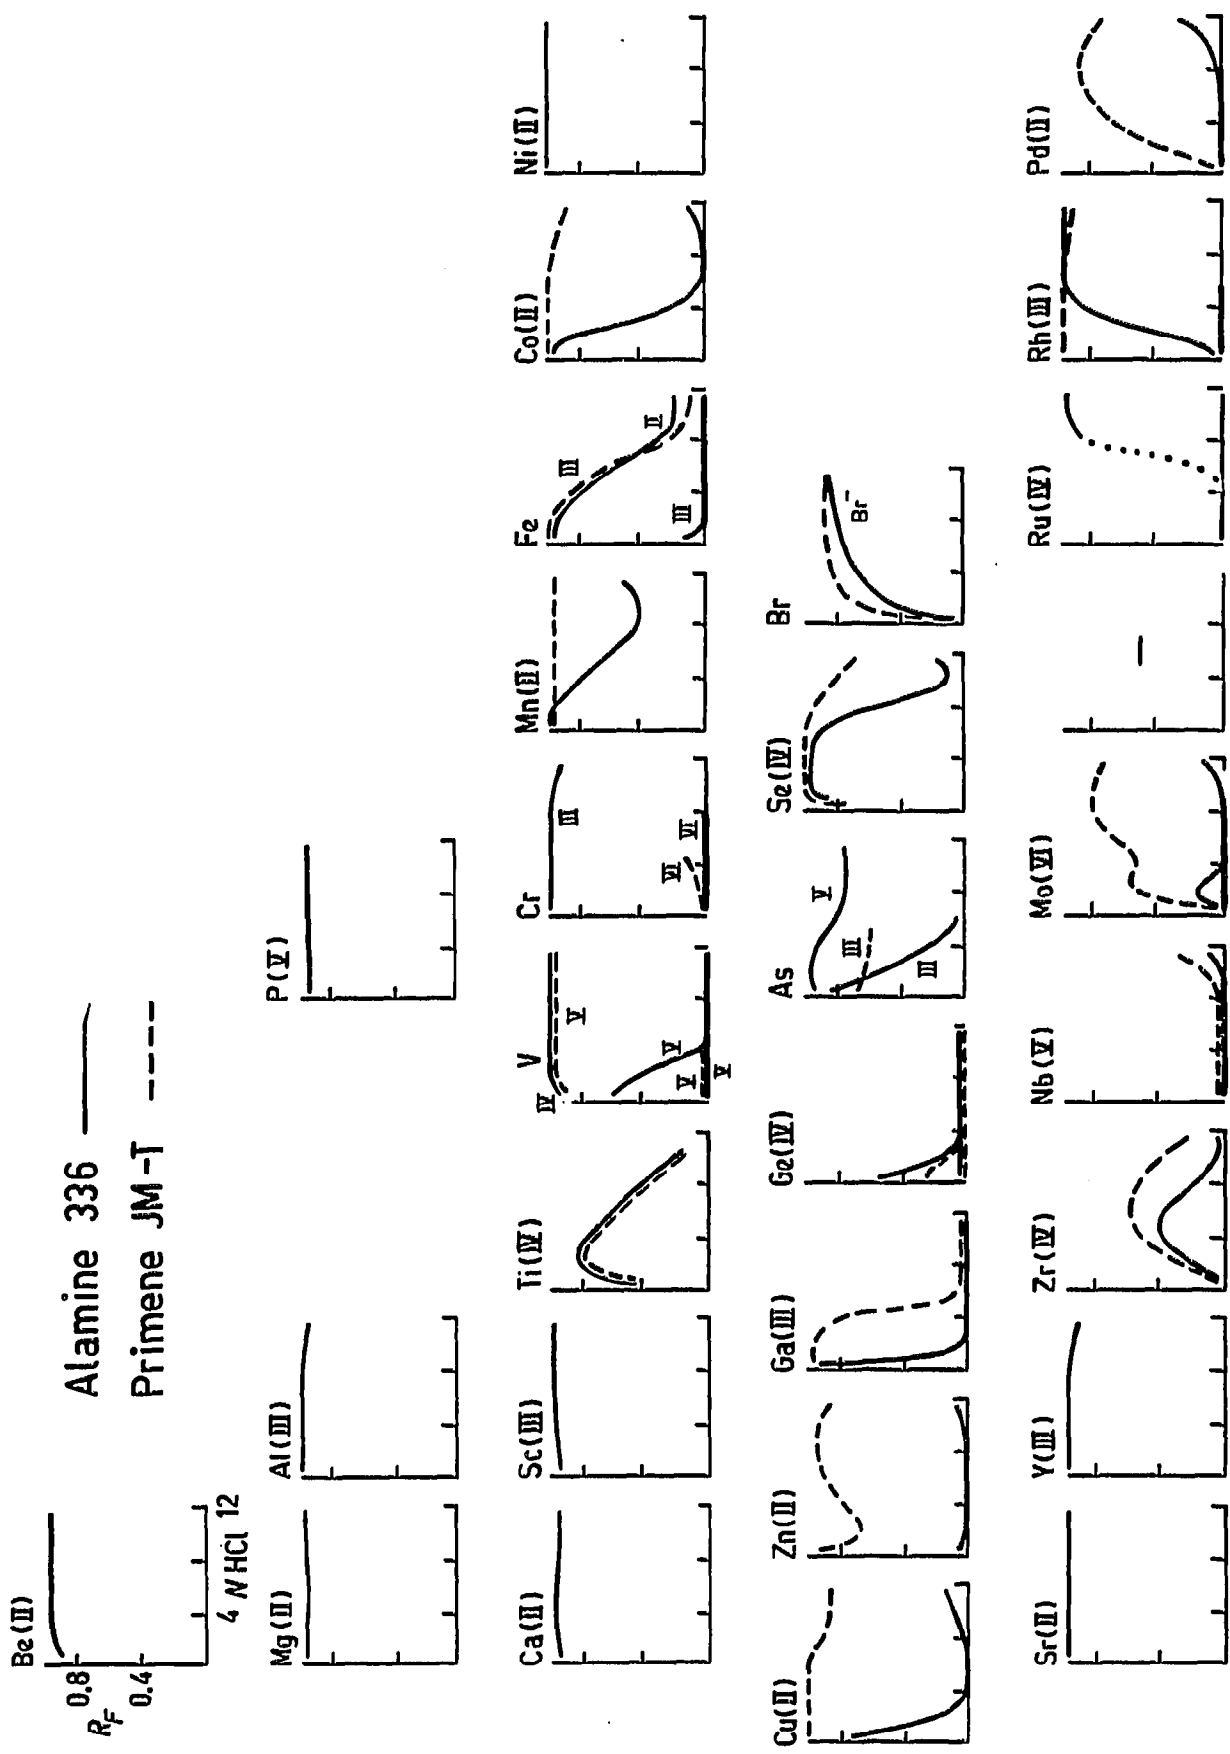 Alamine 336
Primene JM-T
Be(II)
R_F
0.8
0.4
4 N HCl 12
Mg(II)
Al(III)
P(V)
Ca(II)
Sc(III)
Ti(IV)
V
IV
V
V
V
V
Cr
III
VI
VI
Mn(II)
Fe
III
II
III
Co(II)
Ni(II)
Cu(II)
Zn(II)
Ga(III)
Ge(IV)
As
V
III
III
Se(IV)
Br
Br⁻
Sr(II)
Y(III)
Zr(IV)
Nb(V)
Mo(VI)
Ru(IV)
Rh(III)
Pd(II)